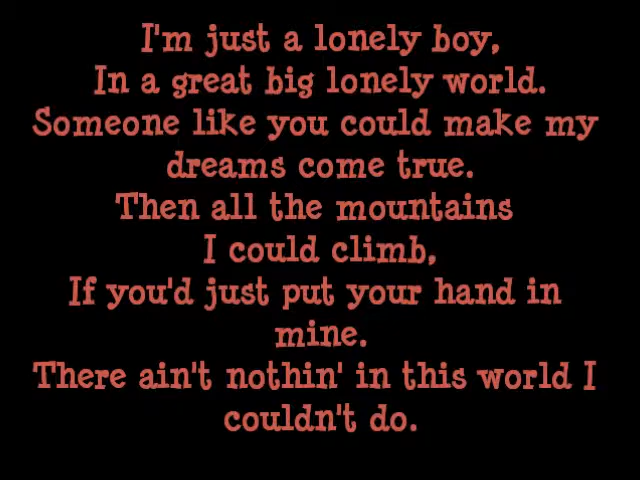 I'm just a lonely boy,
In a great big lonely world.
Someone like you could make my
dreams come true.
Then all the mountains
I could climb,
If you'd just put your hand in
mine.
There ain't nothin' in this world I
couldn't do.